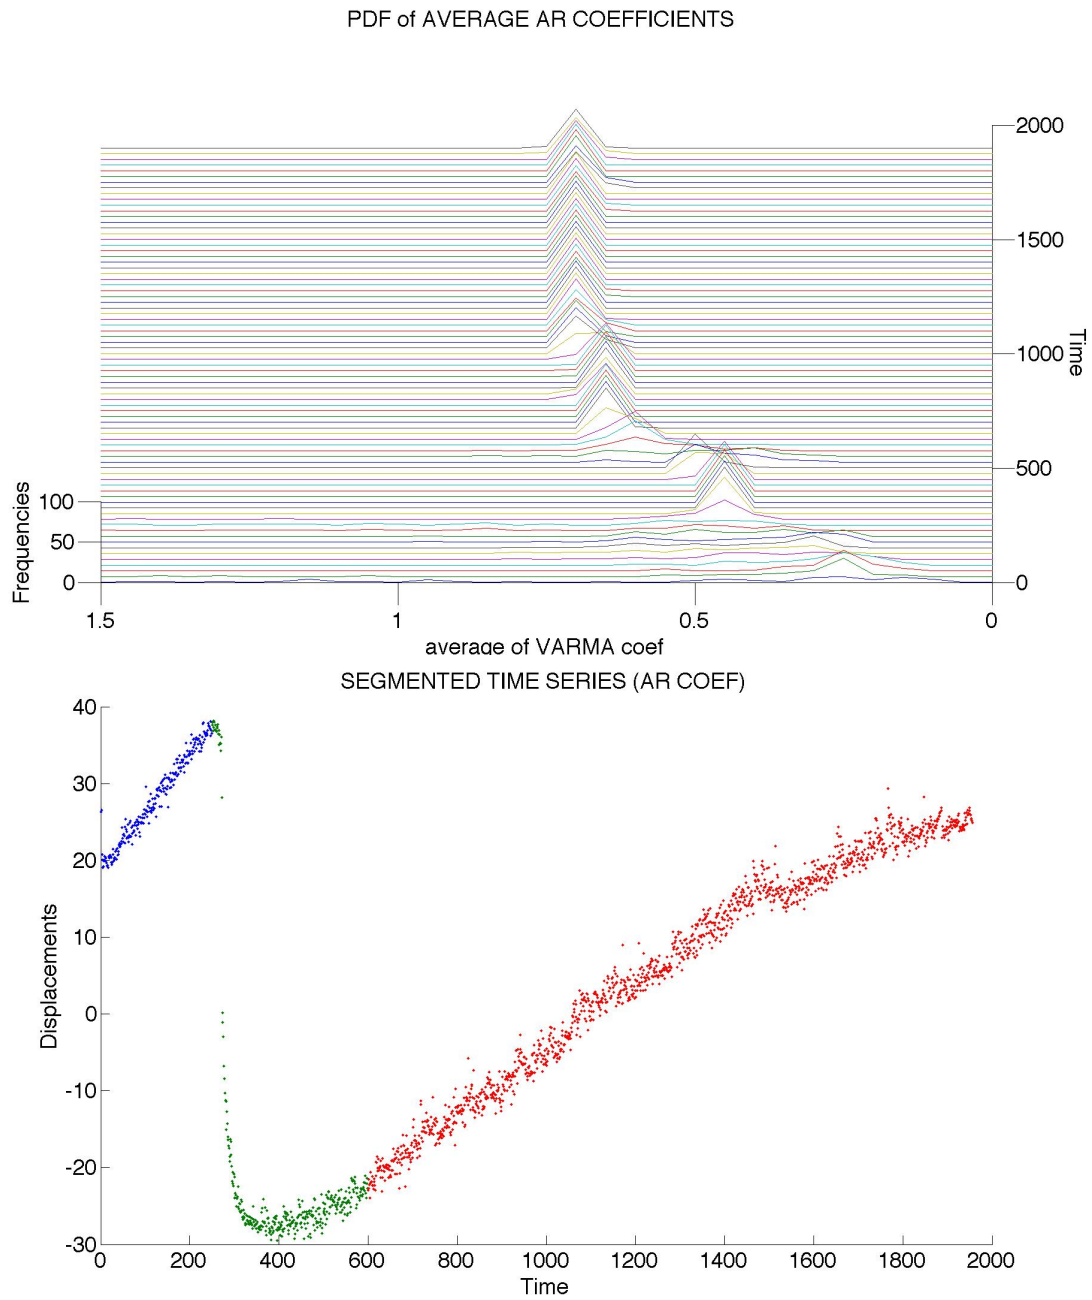 PDF of AVERAGE AR COEFFICIENTS
2000
1500
1000
500
0
Time
100
50
0
Frequencies
1.5 1 0.5 0
average of VARMA coef
SEGMENTED TIME SERIES (AR COEF)
40
30
20
10
0
-10
-20
-30
Displacements
0 200 400 600 800 1000 1200 1400 1600 1800 2000
Time